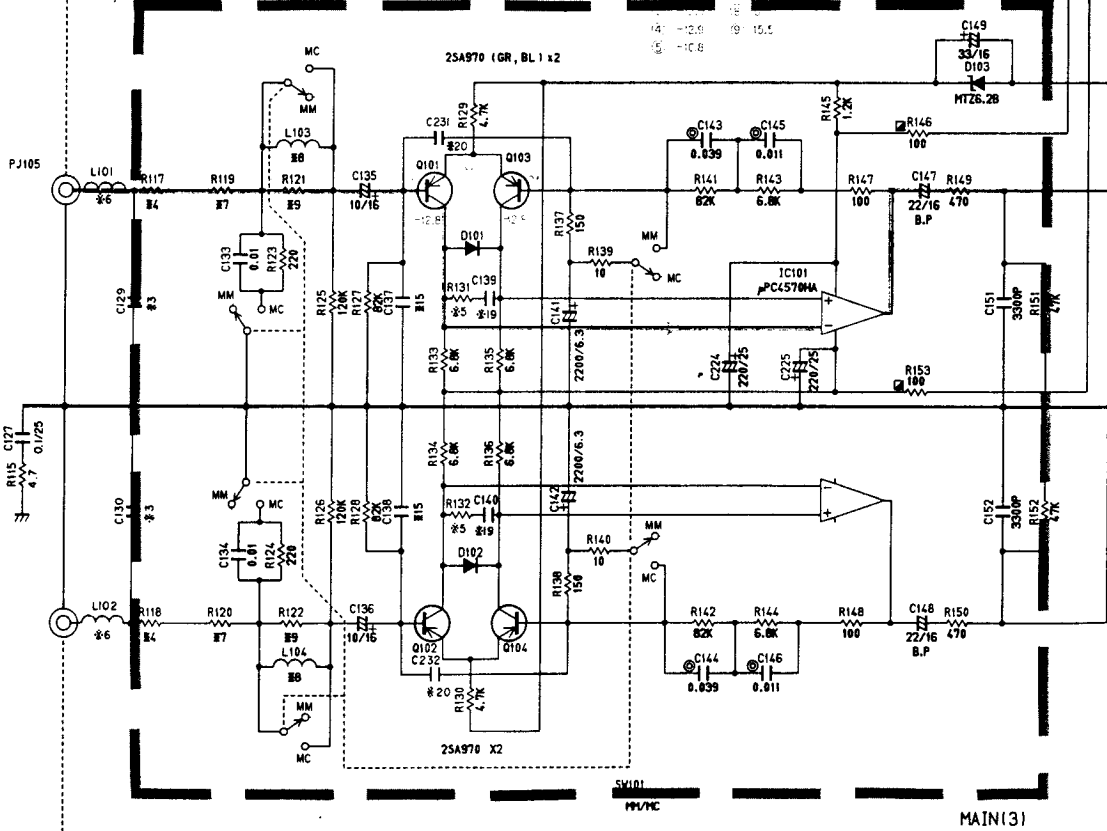 -12.9 15.5
-10.8
C149
33/16
D103
MTZ6.2B
MC
MM
2SA970 (GR, BL) x2
R129
4.7K
C231
※20
R145
1.2K
R146
100
C143
0.039
C145
0.011
PJ105
L101
※6
R117
※4
R119
※7
L103
※8
R121
※9
C135
10/16
Q101
Q103
-12.8
R141
82K
R143
6.8K
R147
100
C147
22/16
B.P
R149
470
R137
150
C133
0.01
R123
220
D101
R139
10
MM
MC
IC101
μPC4570HA
C129
※3
MM
MC
R125
120K
R127
82K
C137
※15
R131
※5
C139
※19
C141
2200/6.3
C151
3300P
R151
47K
R133
6.8K
R135
6.8K
C224
220/25
C225
220/25
R153
100
C127
0.1/25
R115
4.7
R134
6.8K
R136
6.8K
2200/6.3
C142
C130
※3
MM
MC
R126
120K
R128
82K
C138
※15
R132
※5
C140
※19
C152
3300P
R152
47K
C134
0.01
R124
220
D102
R140
10
MM
MC
R138
150
L102
※6
R118
※4
R120
※7
R122
※9
L104
※8
C136
10/16
Q102
Q104
C232
※20
R130
4.7K
R142
82K
R144
6.8K
R148
100
C148
22/16
B.P
R150
470
C144
0.039
C146
0.011
MM
MC
2SA970 X2
SW101
MM/MC
MAIN(3)